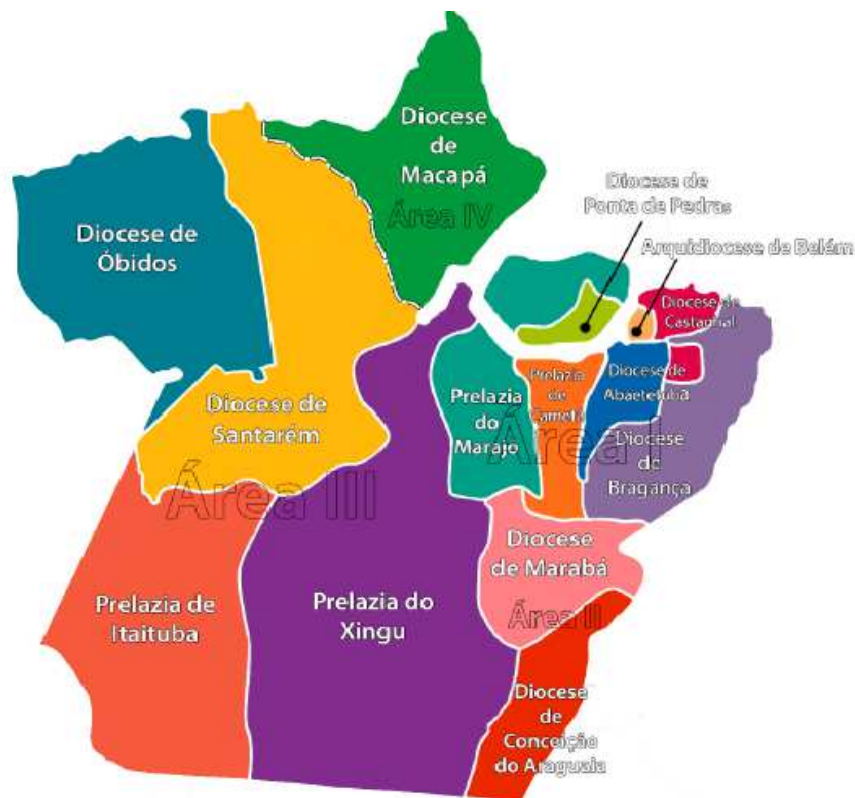 Diocese
de
Macapá
Área IV
Diocese de
Ponta de Pedras
Arquidiocese de Belém
Diocese de
Óbidos
Diocese de
Castanhal
Prelazia
de
Cametá
Diocese de
Abaetetuba
Prelazia
do
Marajo
Área I
Diocese de
Santarém
Diocese
de
Bragança
Área III
Diocese
de Marabá
Área II
Prelazia de
Itaituba
Prelazia do
Xingu
Diocese
de
Conceição
do Araguaia